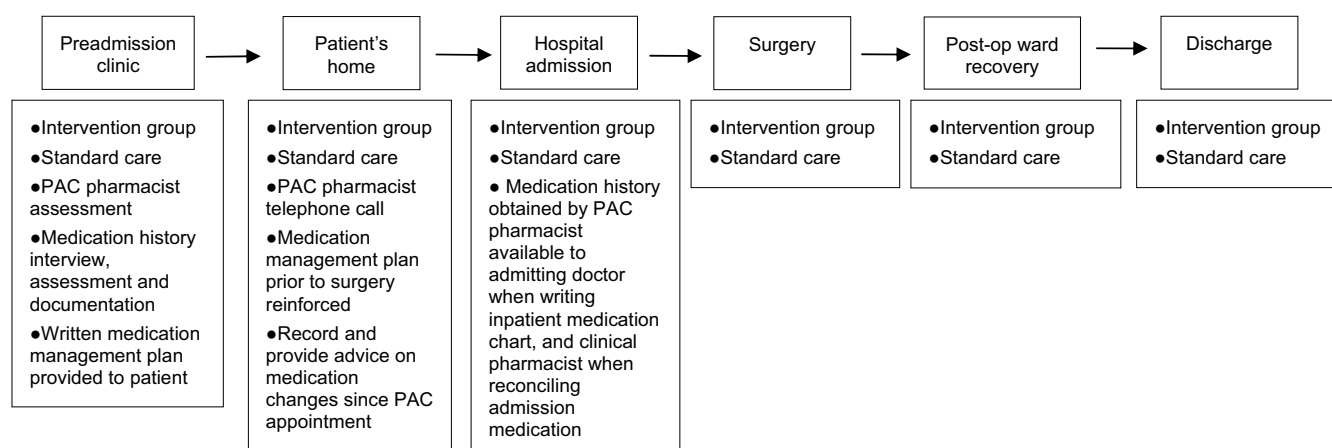 Preadmission
clinic
Patient’s
home
Hospital
admission
Surgery
Post-op ward
recovery
Discharge
●Intervention group
●Standard care
●PAC pharmacist
assessment
●Medication history
interview,
assessment and
documentation
●Written medication
management plan
provided to patient
●Intervention group
●Standard care
●PAC pharmacist
telephone call
●Medication
management plan
prior to surgery
reinforced
●Record and
provide advice on
medication
changes since PAC
appointment
●Intervention group
●Standard care
● Medication history
obtained by PAC
pharmacist
available to
admitting doctor
when writing
inpatient medication
chart, and clinical
pharmacist when
reconciling
admission
medication
●Intervention group
●Standard care
●Intervention group
●Standard care
●Intervention group
●Standard care